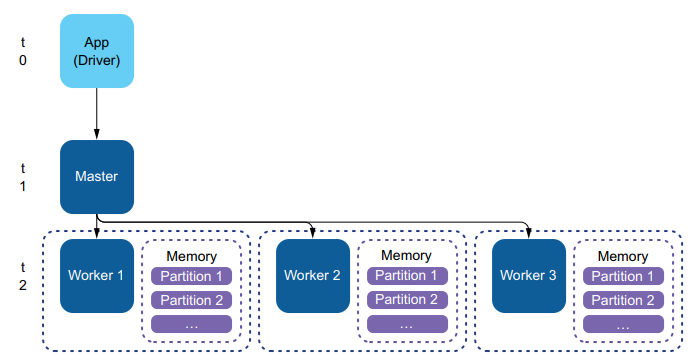 t
0
App
(Driver)
t
1
Master
t
2
Worker 1
Memory
Partition 1
Partition 2
...
Worker 2
Memory
Partition 1
Partition 2
...
Worker 3
Memory
Partition 1
Partition 2
...